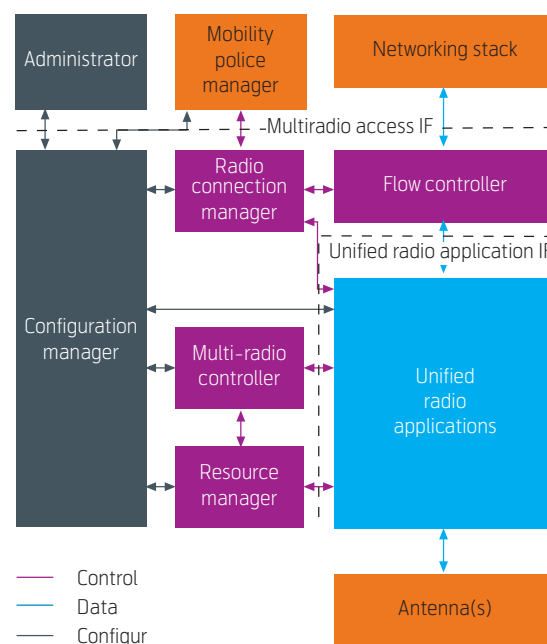 Administrator
Mobility
police
manager
Networking stack
Multiradio access IF
Radio
connection
manager
Flow controller
Unified radio application IF
Configuration
manager
Multi-radio
controller
Unified
radio
applications
Resource
manager
Control
Data
Configur
Antenna(s)